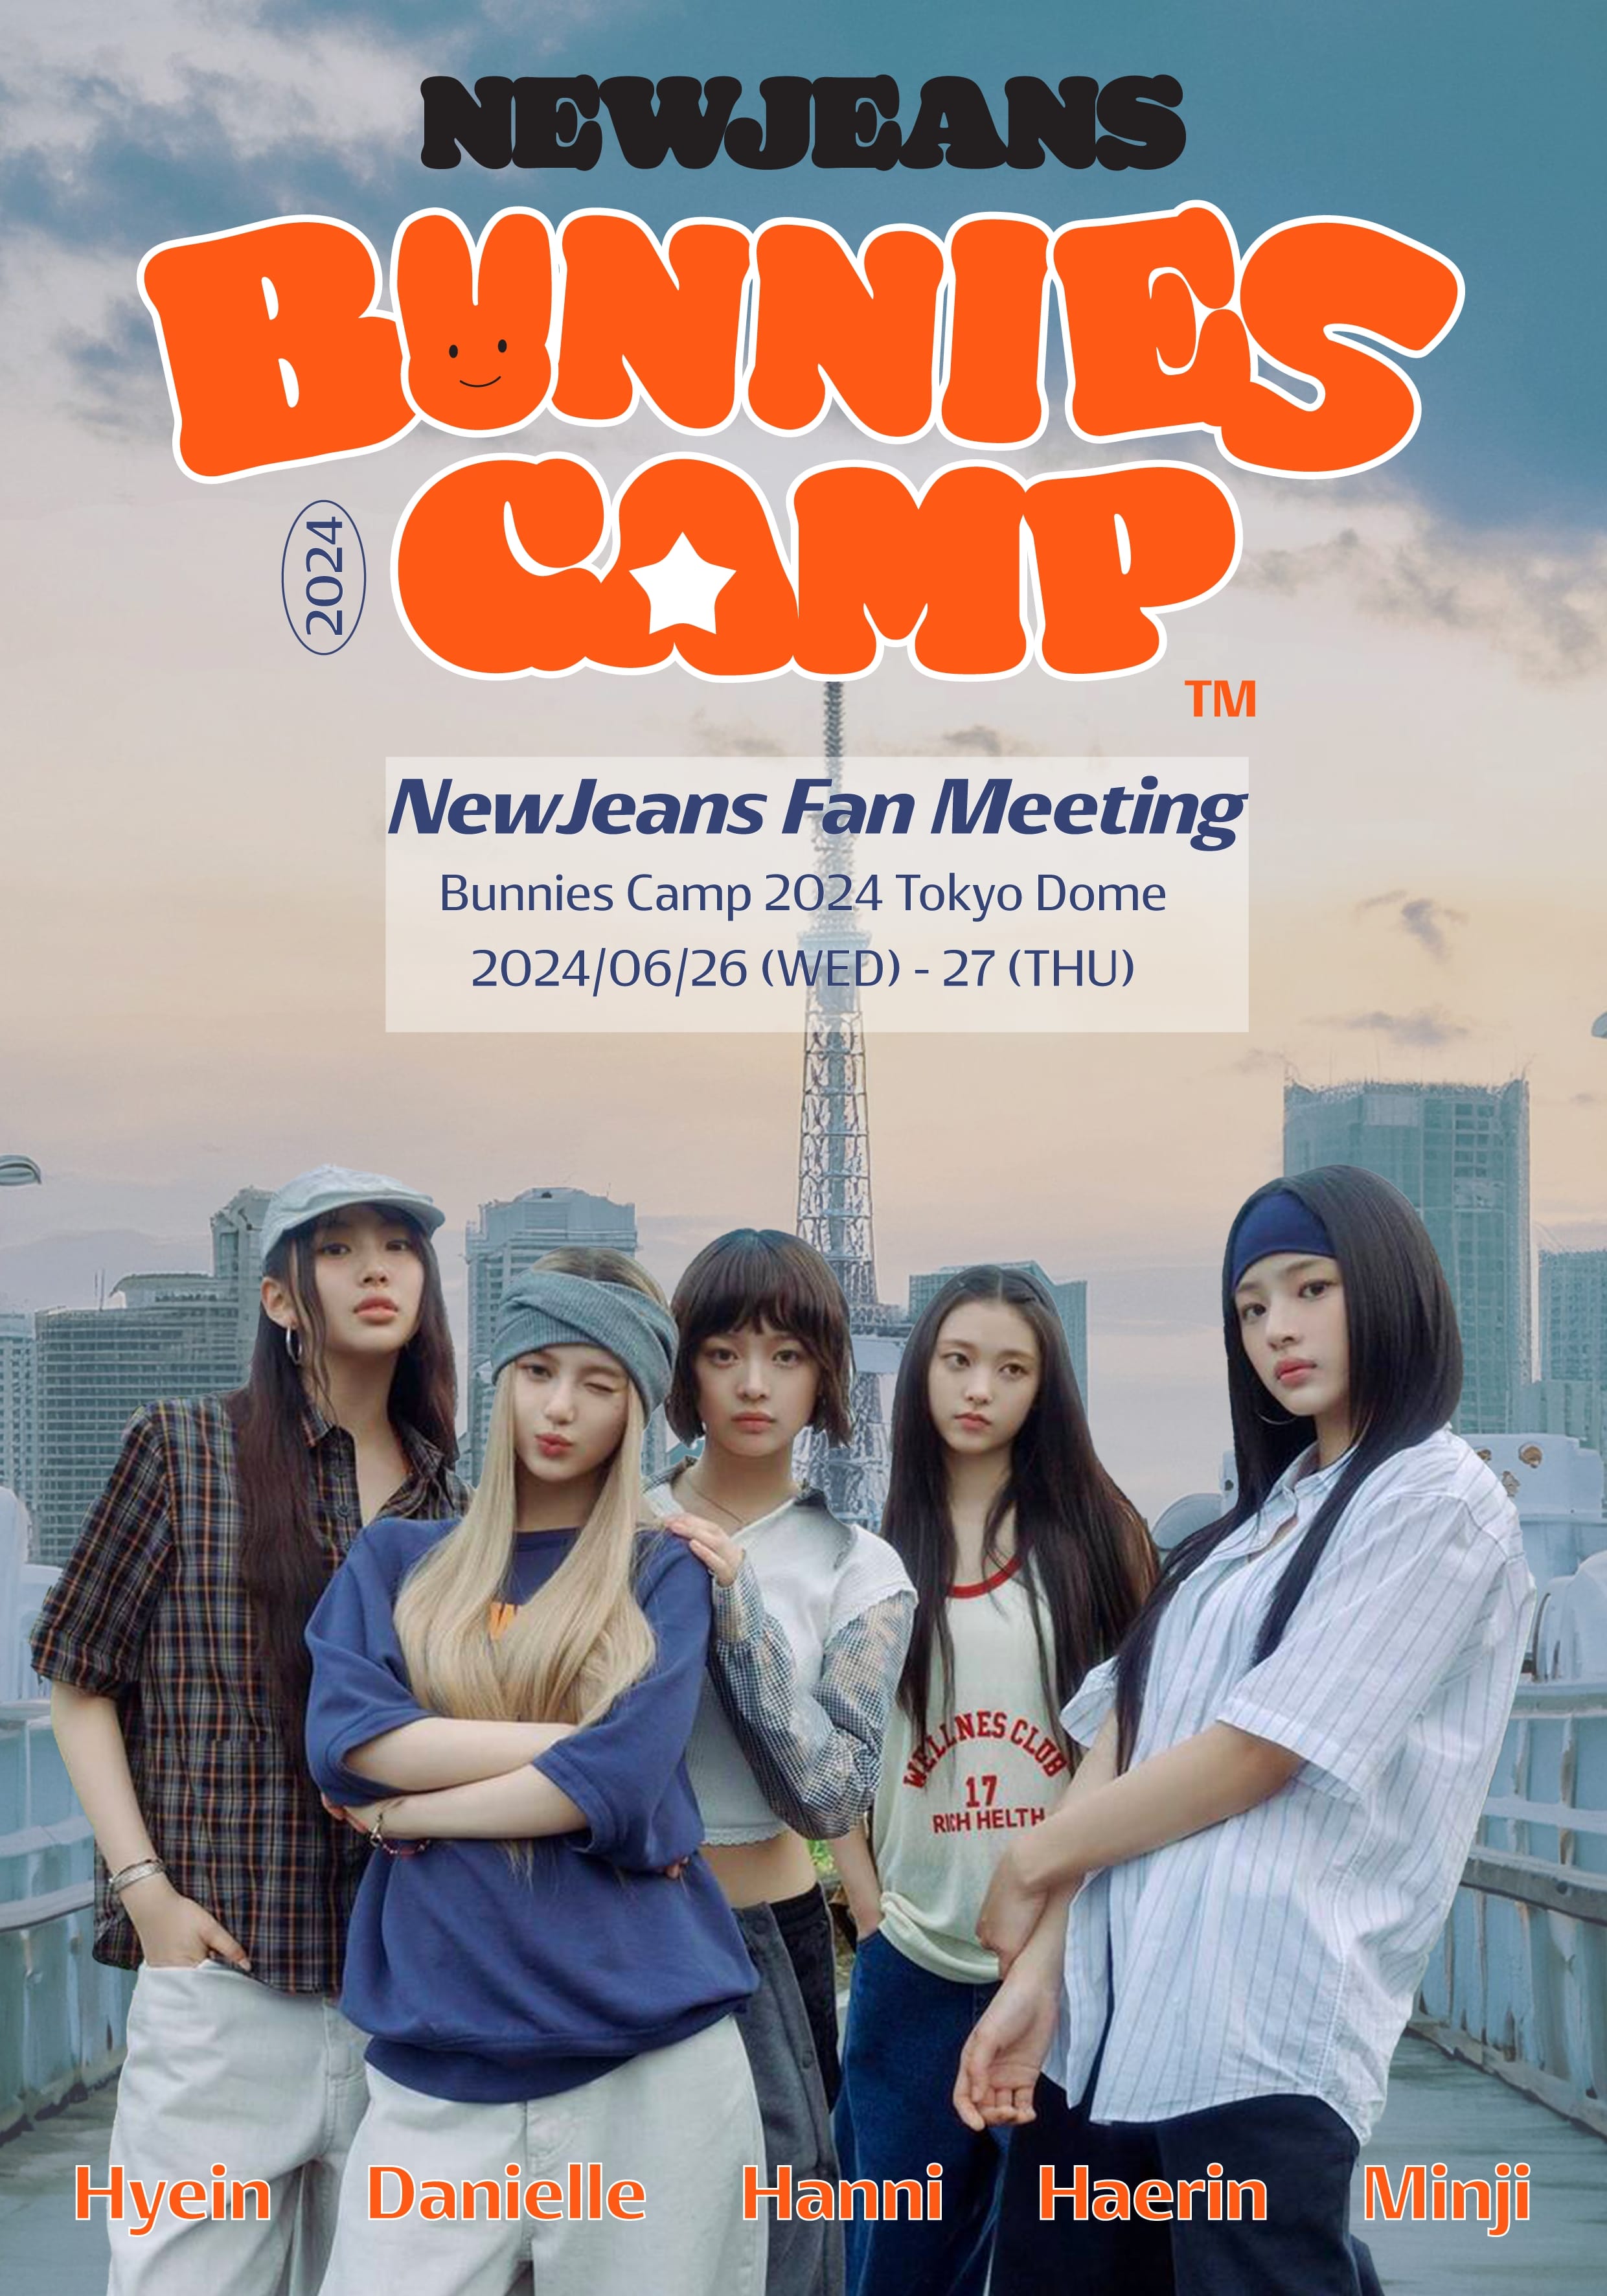 NEWJEANS
BUNNIES
2024
CAMP
TM
NewJeans Fan Meeting
Bunnies Camp 2024 Tokyo Dome
2024/06/26 (WED) - 27 (THU)
W
WELLNES CLUB
17
RICH HELTH
Hyein Danielle Hanni Haerin Minji